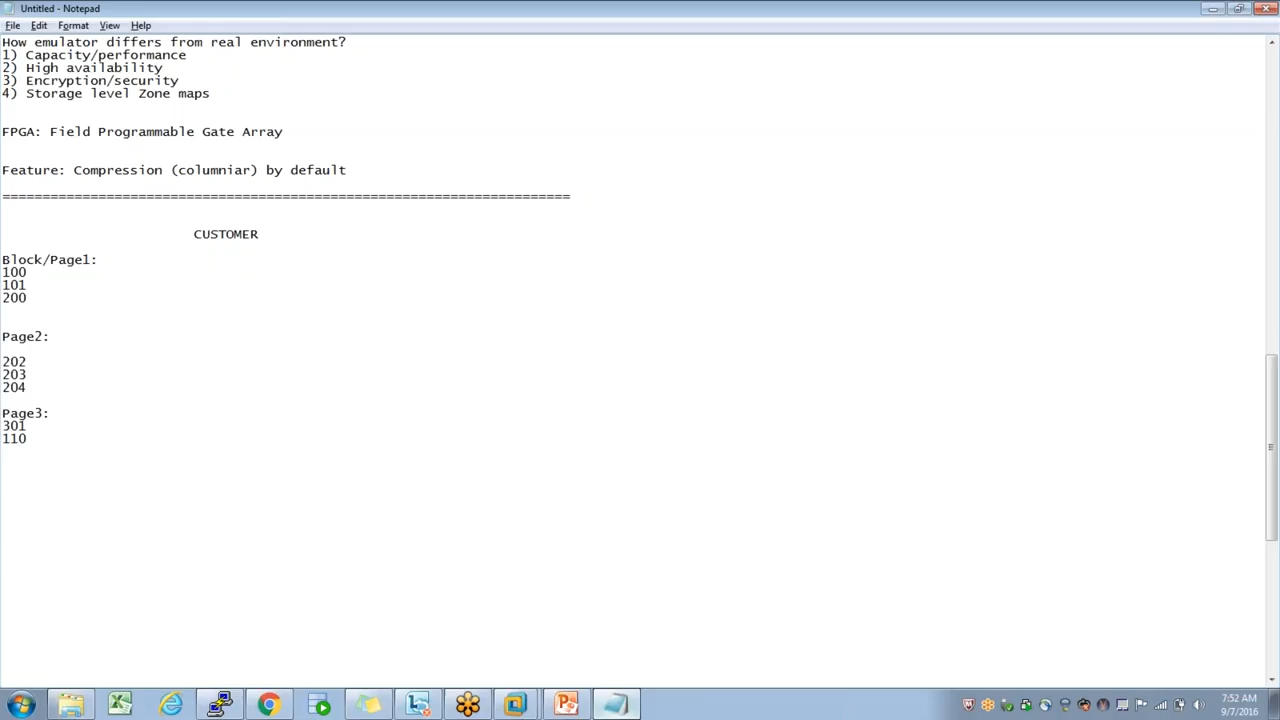 Untitled - Notepad
File Edit Format View Help
How emulator differs from real environment?
1) Capacity/performance
2) High availability
3) Encryption/security
4) Storage level Zone maps
FPGA: Field Programmable Gate Array
Feature: Compression (columniar) by default
=======================================================================
CUSTOMER
Block/Page1:
100
101
200
Page2:
202
203
204
Page3:
301
110
7:52 AM
9/7/2016